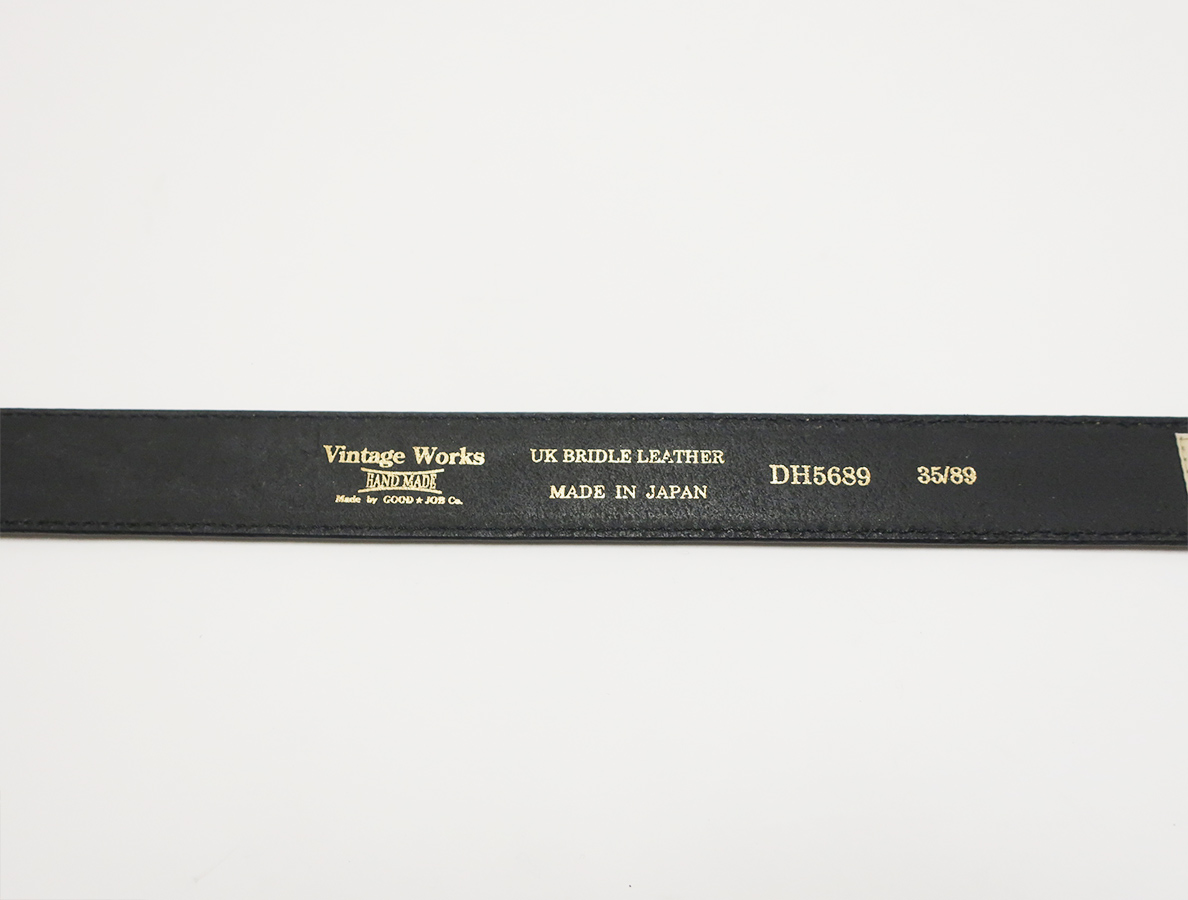 Vintage Works
HAND MADE
Made by GOOD★JOB Co.
UK BRIDLE LEATHER
MADE IN JAPAN
DH5689
35/89